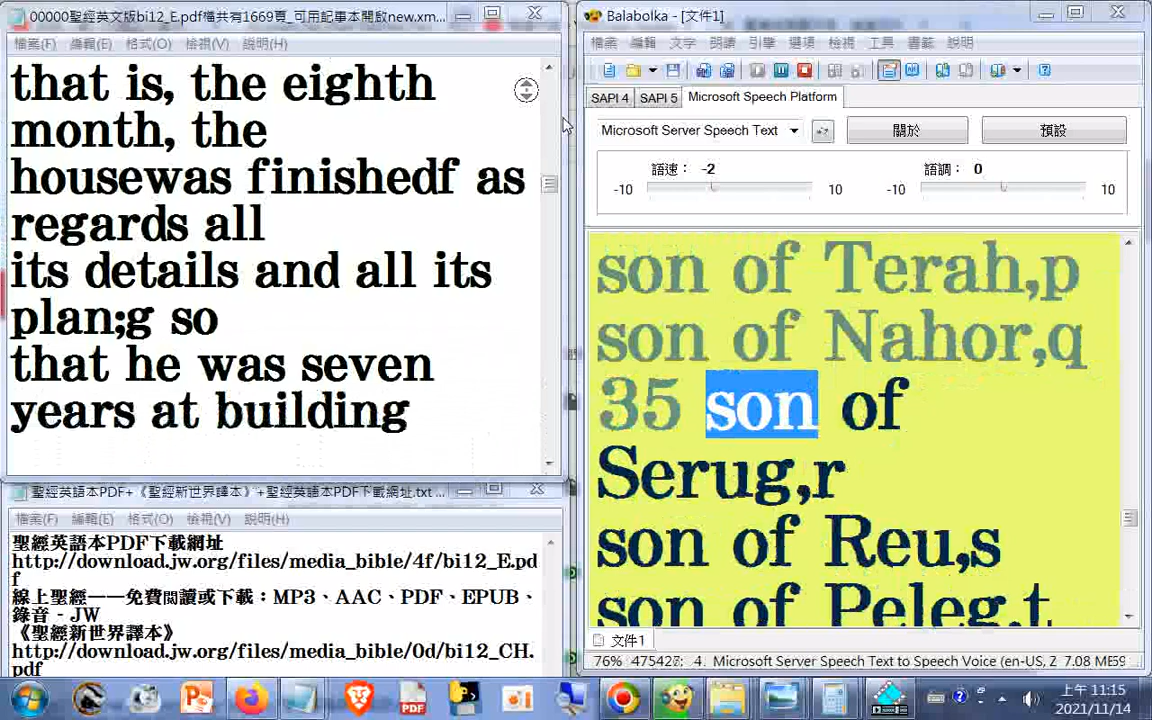 00000聖經英文版bi12_E.pdf檔共有1669頁_可用記事本開啟new.xm...
檔案(F) 編輯(E) 格式(O) 檢視(V) 說明(H)
that is, the eighth
month, the
housewas finishedf as
regards all
its details and all its
plan;g so
that he was seven
years at building
聖經英語本PDF+《聖經新世界譯本》+聖經英語本PDF下載網址.txt ...
檔案(F) 編輯(E) 格式(O) 檢視(V) 說明(H)
聖經英語本PDF下載網址
http://download.jw.org/files/media_bible/4f/bi12_E.pd
f
線上聖經——免費閱讀或下載：MP3、AAC、PDF、EPUB、
錄音 - JW
《聖經新世界譯本》
http://download.jw.org/files/media_bible/0d/bi12_CH.
pdf
Balabolka - [文件1]
檔案 編輯 文字 朗讀 引擎 選項 檢視 工具 書籤 說明
SAPI 4 SAPI 5 Microsoft Speech Platform
Microsoft Server Speech Text 關於 預設
語速： -2 語調： 0
-10 10 -10 10
son of Terah,p
son of Nahor,q
35 son of
Serug,r
son of Reu,s
son of Peleg,t
文件1
76% 4. Microsoft Server Speech Text to Speech Voice (en-US, Z 7.08 ME
上午 11:15
2021/11/14